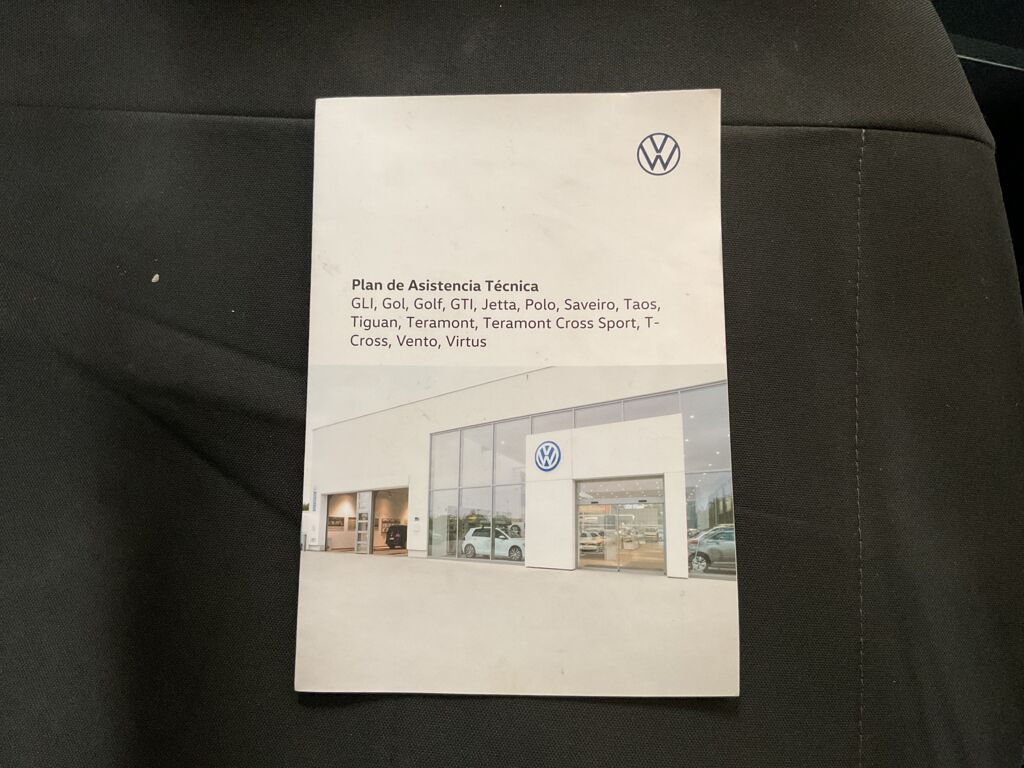 Plan de Asistencia Técnica
GLI, Gol, Golf, GTI, Jetta, Polo, Saveiro, Taos,
Tiguan, Teramont, Teramont Cross Sport, T-
Cross, Vento, Virtus